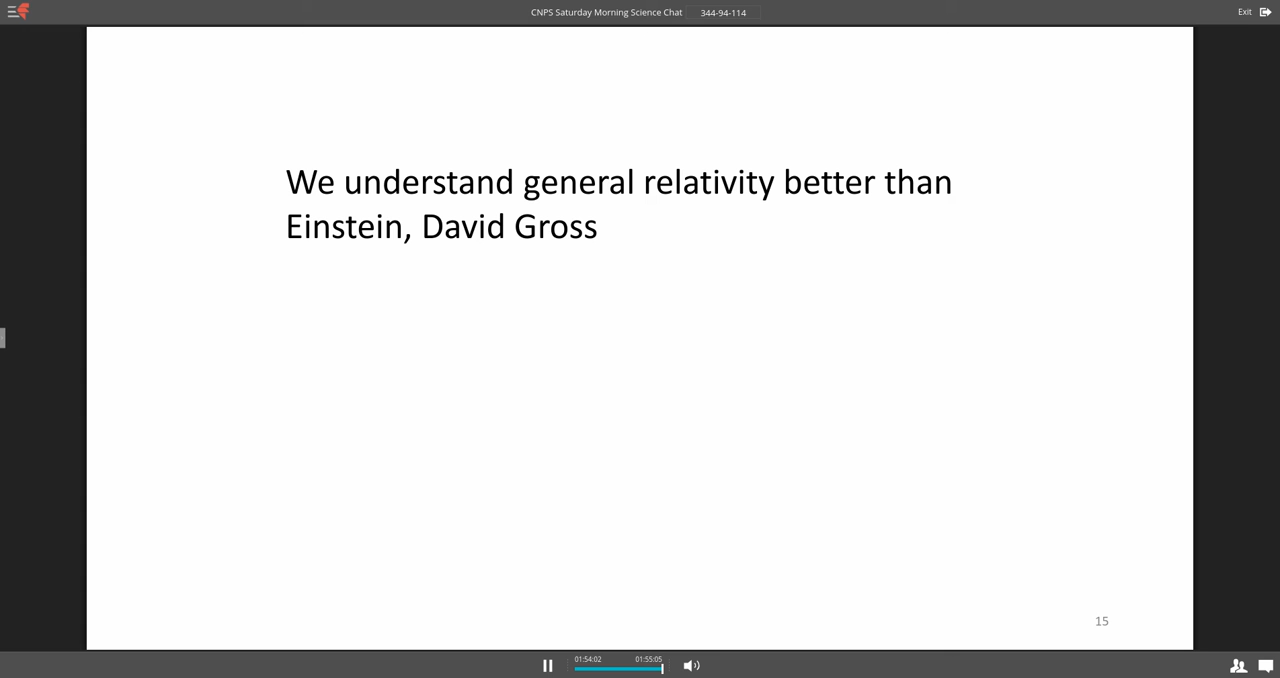 CNPS Saturday Morning Science Chat 344-94-114
Exit
We understand general relativity better than
Einstein, David Gross
15
01:54:02 01:55:05